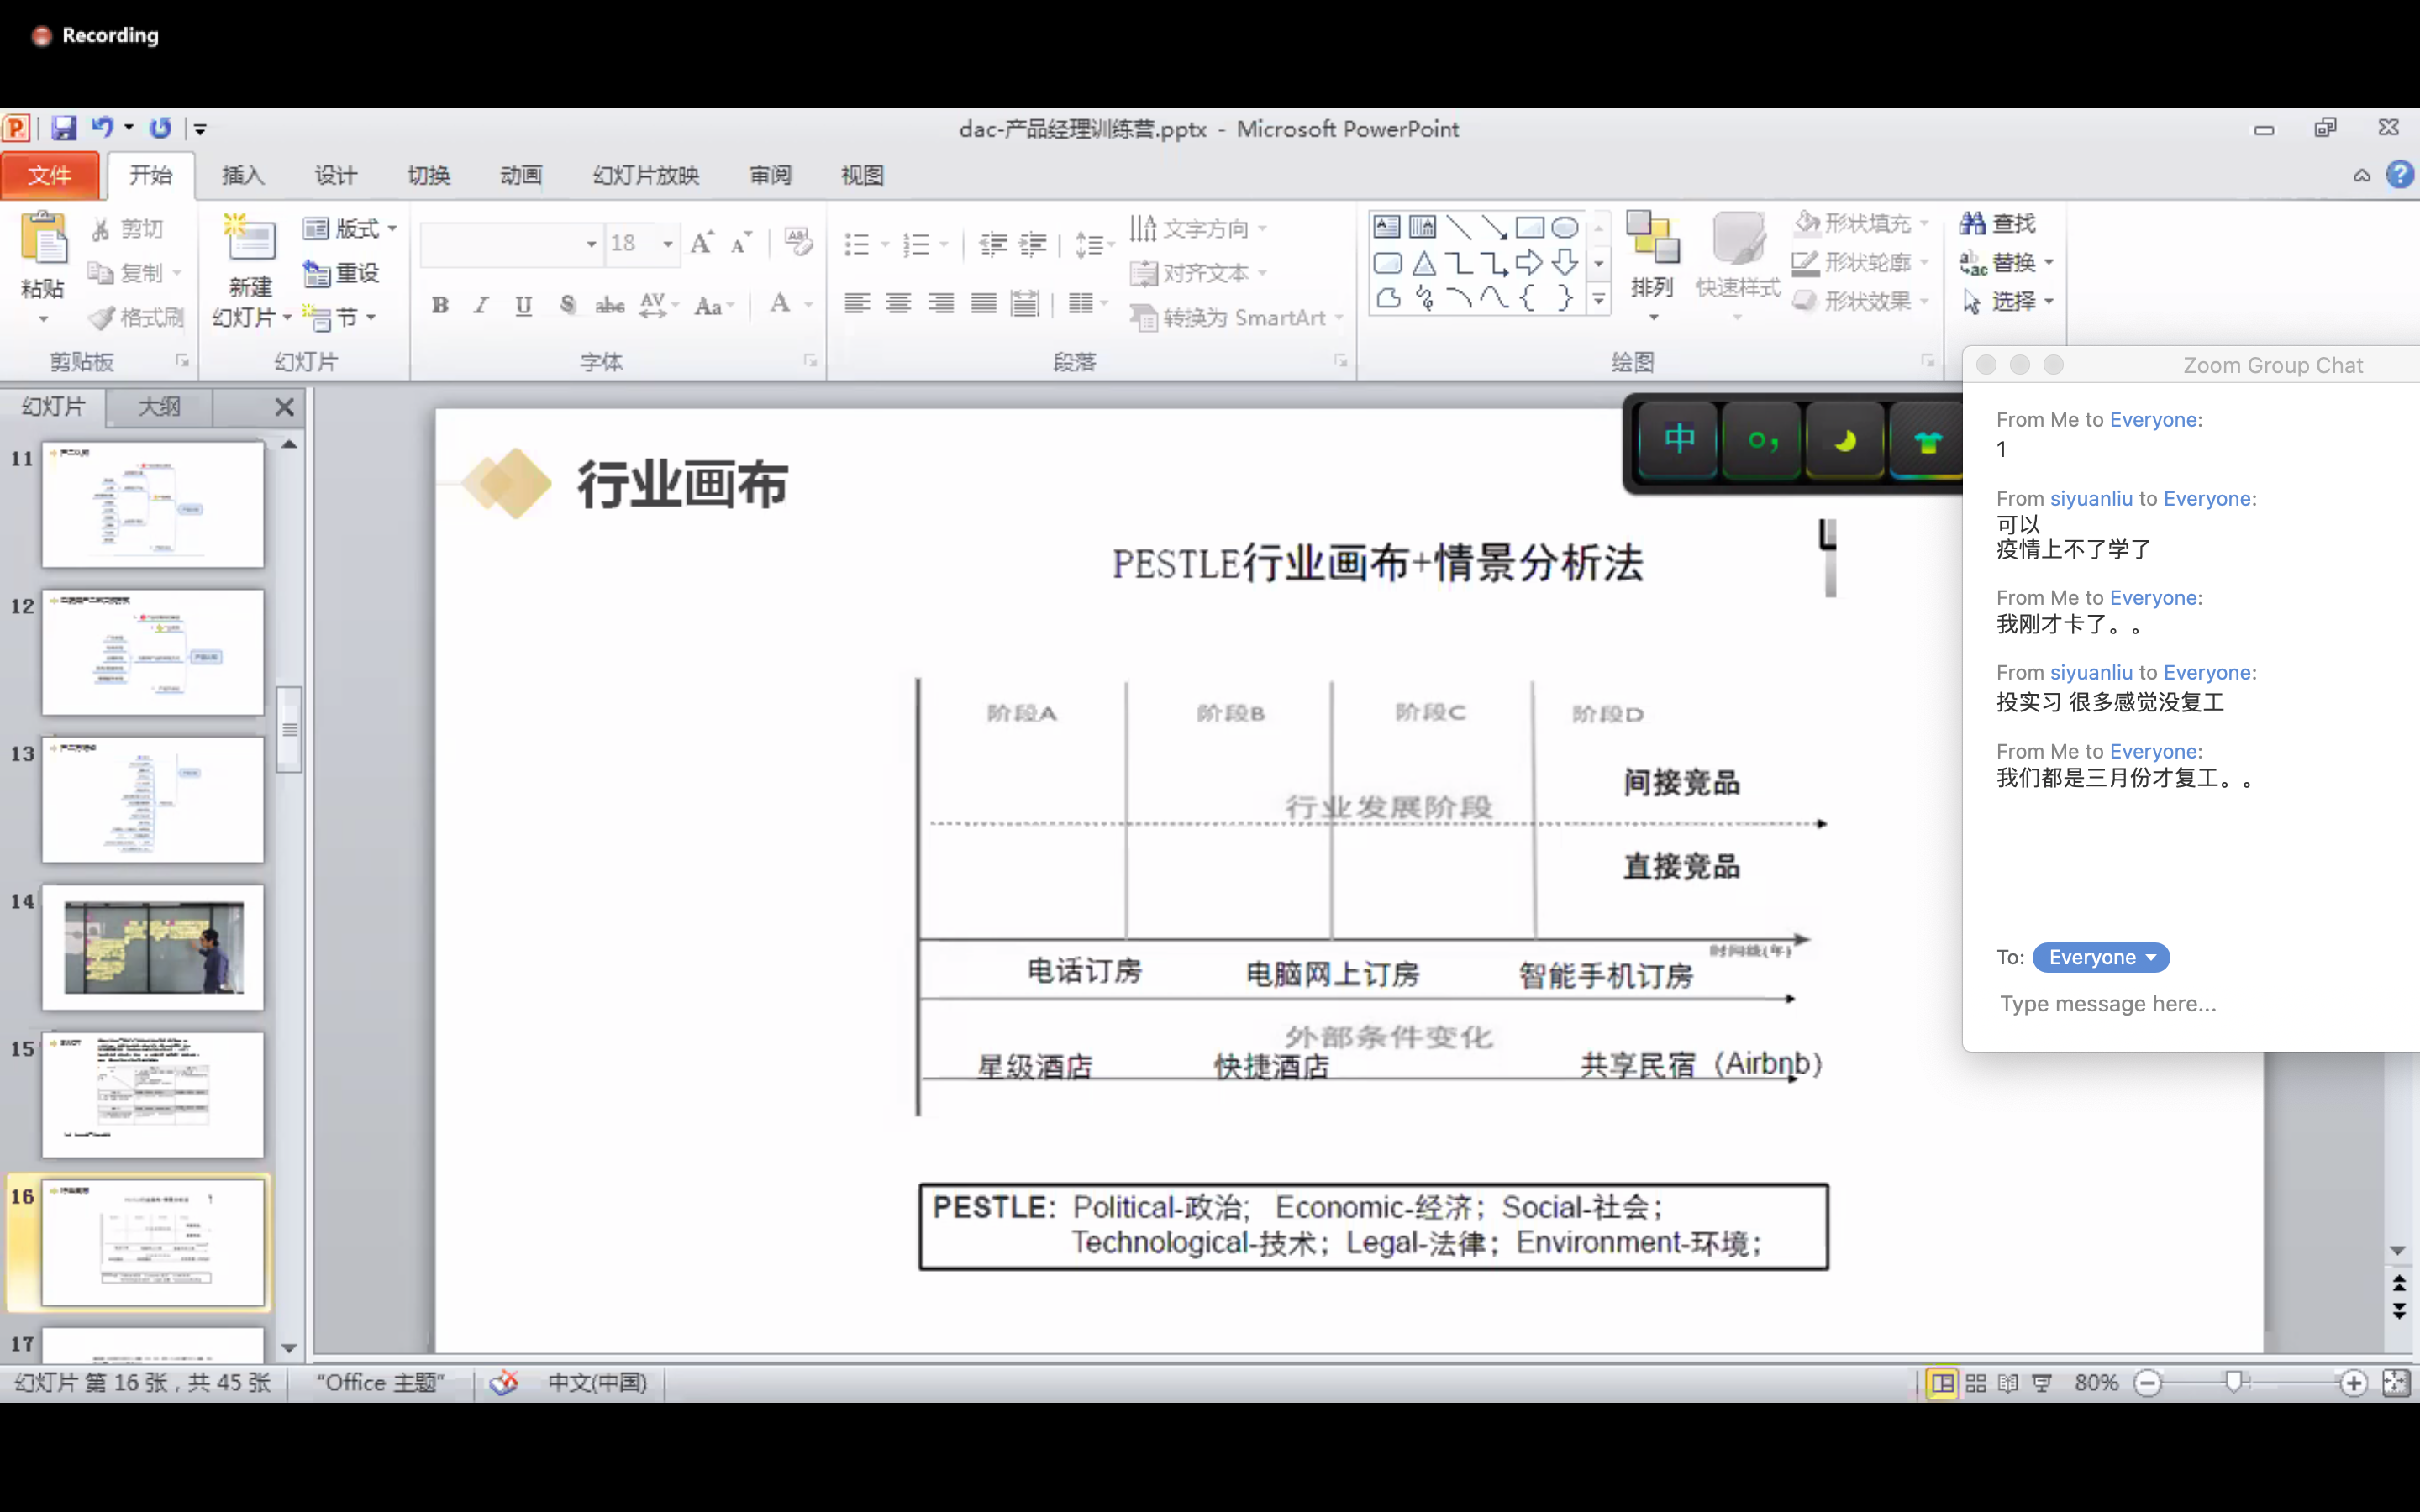 Recording
dac-产品经理训练营.pptx - Microsoft PowerPoint
文件 开始 插入 设计 切换 动画 幻灯片放映 审阅 视图
粘贴
剪切
复制
格式刷
剪贴板
新建
幻灯片
版式
重设
节
幻灯片
18
字体
文字方向
对齐文本
转换为 SmartArt
段落
排列
快速样式
形状填充
形状轮廓
形状效果
绘图
查找
替换
选择
幻灯片 大纲
11
12
13
14
15
16
17
行业画布
中
PESTLE行业画布+情景分析法
阶段A 阶段B 阶段C 阶段D
间接竞品
行业发展阶段
直接竞品
时间线(年)
电话订房 电脑网上订房 智能手机订房
外部条件变化
星级酒店 快捷酒店 共享民宿（Airbnb）
PESTLE: Political-政治; Economic-经济; Social-社会;
Technological-技术; Legal-法律; Environment-环境;
Zoom Group Chat
From Me to Everyone:
1
From siyuanliu to Everyone:
可以
疫情上不了学了
From Me to Everyone:
我刚才卡了。。
From siyuanliu to Everyone:
投实习 很多感觉没复工
From Me to Everyone:
我们都是三月份才复工。。
To: Everyone
Type message here...
幻灯片 第 16 张，共 45 张 “Office 主题” 中文(中国) 80%